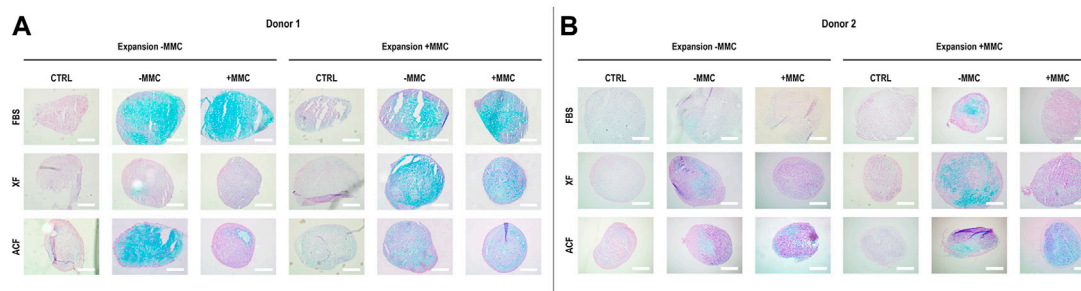 A
Donor 1
Expansion -MMC
Expansion +MMC
CTRL
-MMC
+MMC
CTRL
-MMC
+MMC
FBS
XF
ACF
B
Donor 2
Expansion -MMC
Expansion +MMC
CTRL
-MMC
+MMC
CTRL
-MMC
+MMC
FBS
XF
ACF